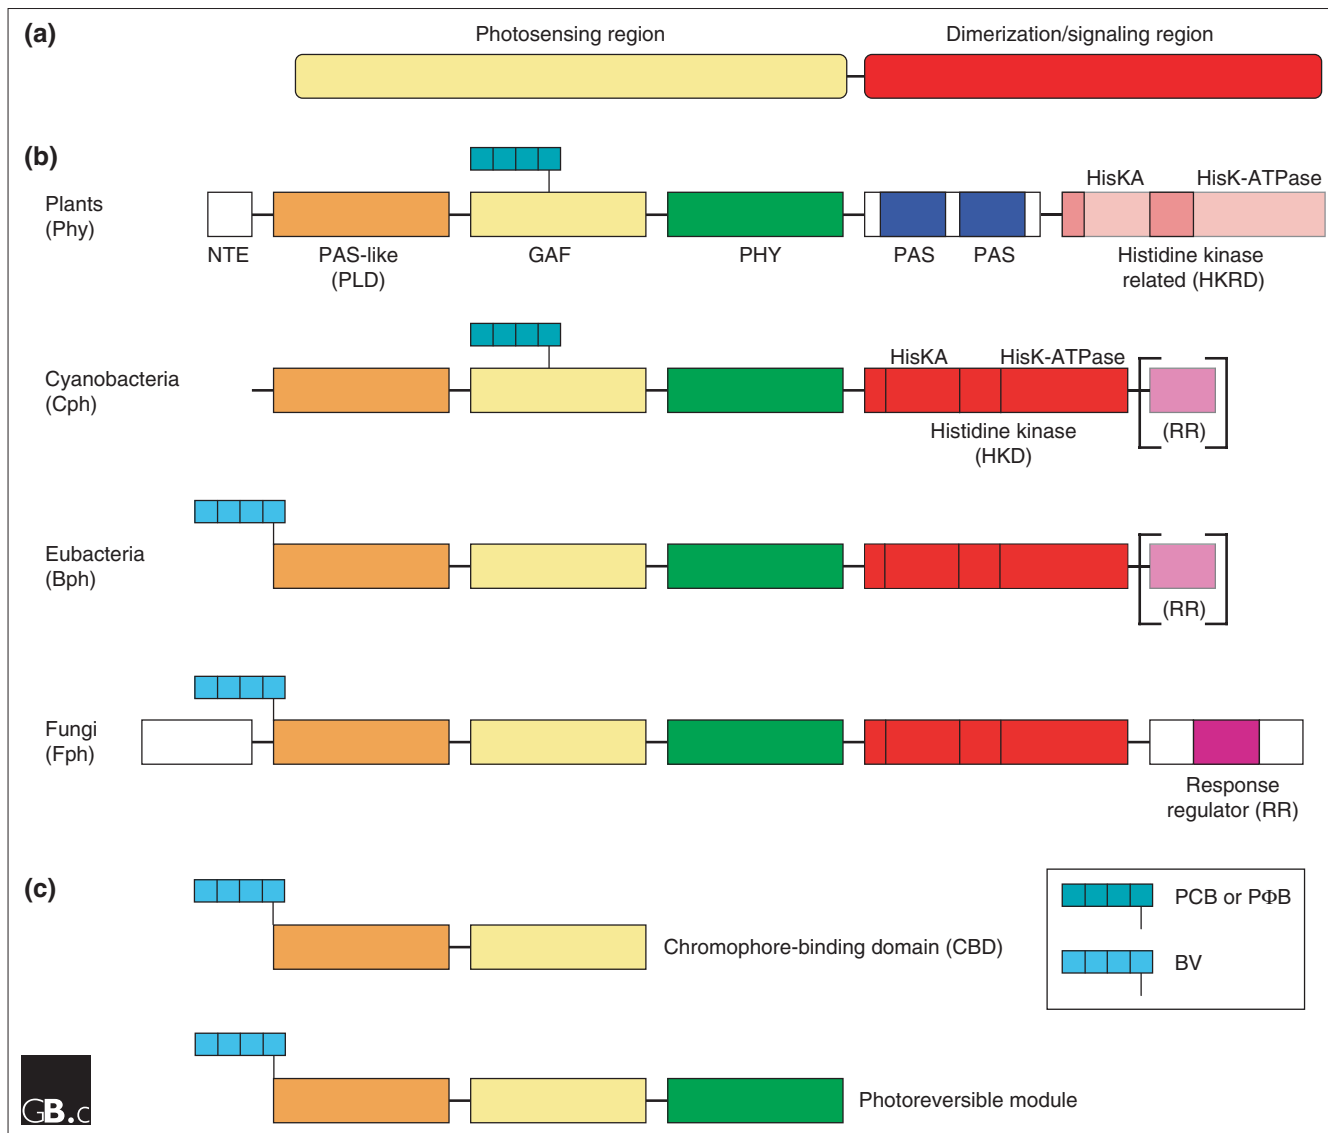 (a)
Photosensing region
Dimerization/signaling region
(b)
Plants
(Phy)
HisKA
HisK-ATPase
NTE
PAS-like
(PLD)
GAF
PHY
PAS
PAS
Histidine kinase
related (HKRD)
Cyanobacteria
(Cph)
HisKA
HisK-ATPase
Histidine kinase
(HKD)
(RR)
Eubacteria
(Bph)
(RR)
Fungi
(Fph)
Response
regulator (RR)
(c)
Chromophore-binding domain (CBD)
PCB or PΦB
BV
Photoreversible module
GB.c